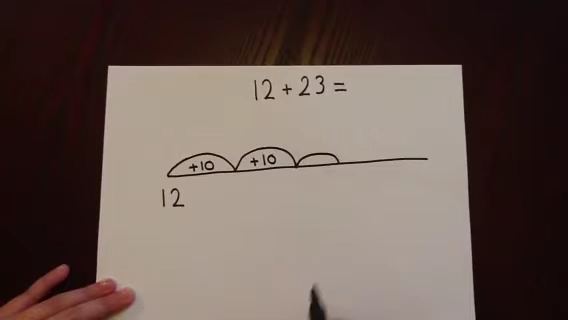 12 + 23 =
+10 +10
12